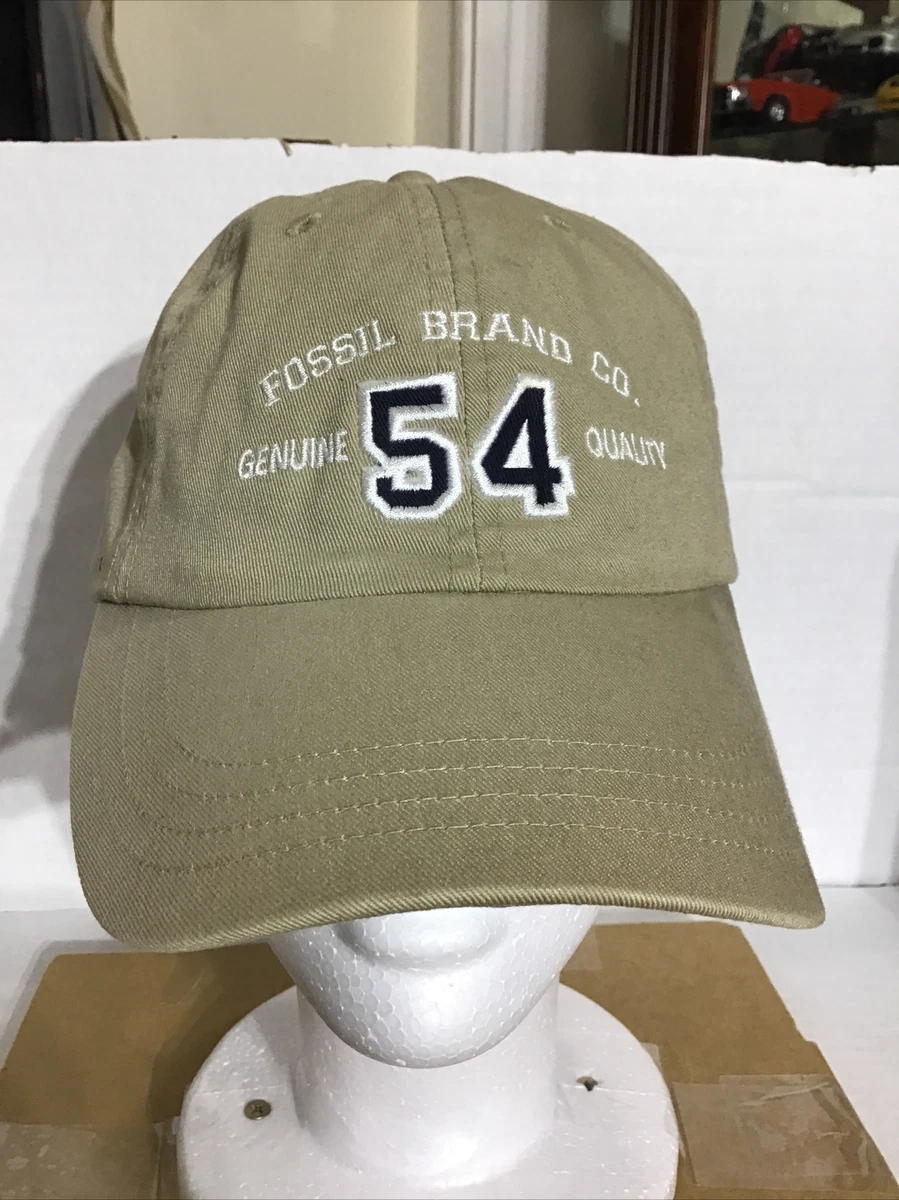 FOSSIL BRAND CO.
GENUINE 54 QUALITY